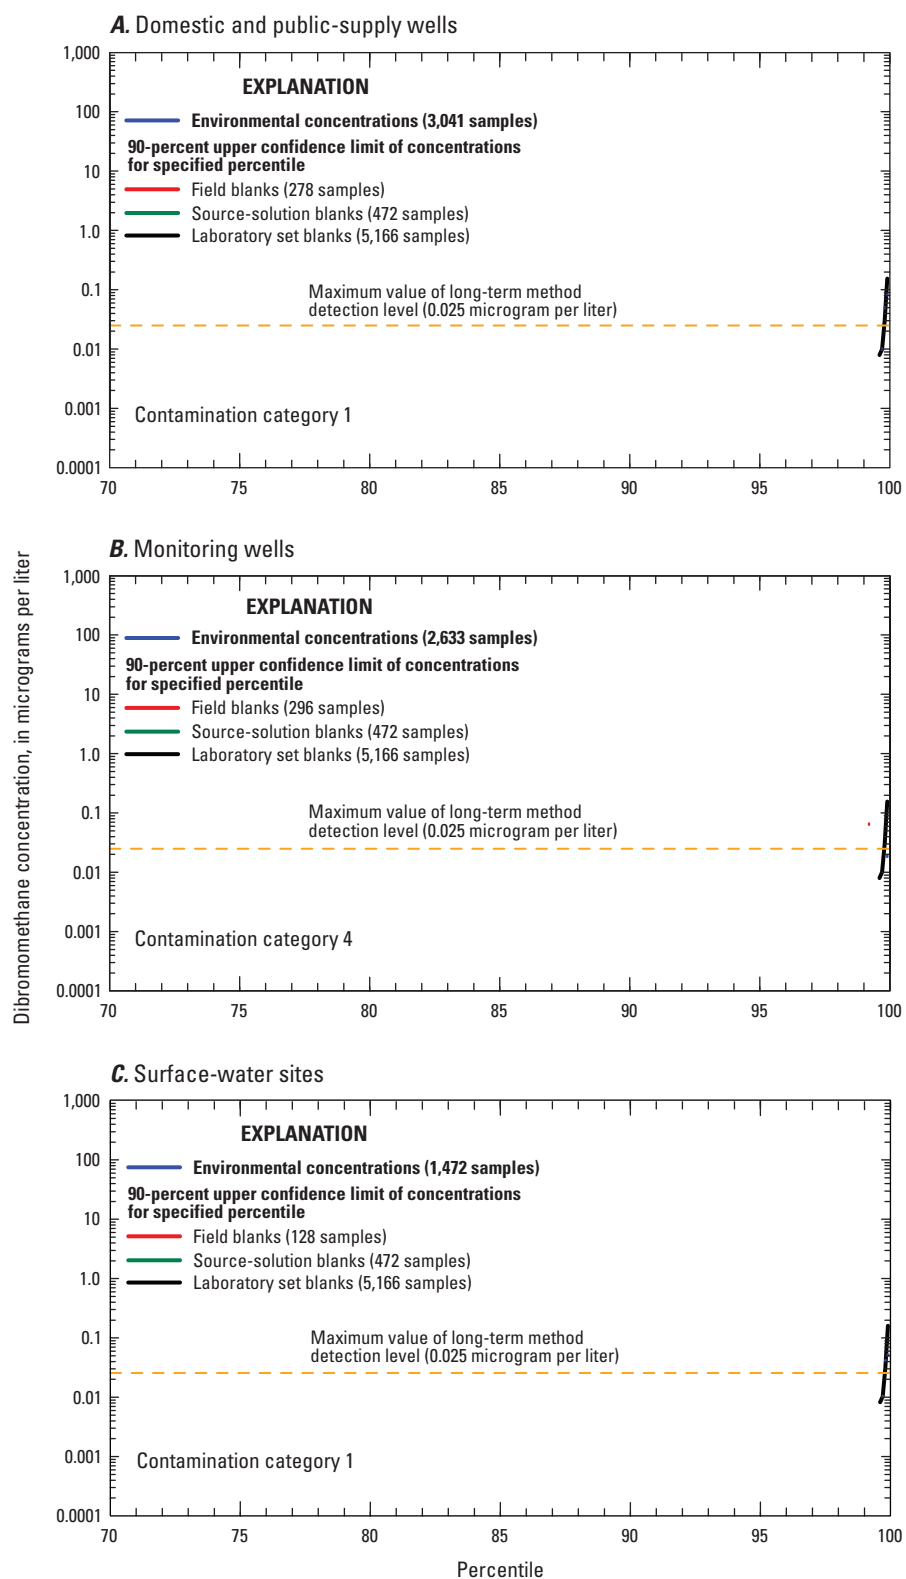 A. Domestic and public-supply wells
1,000
EXPLANATION
100
Environmental concentrations (3,041 samples)
90-percent upper confidence limit of concentrations
for specified percentile
10
Field blanks (278 samples)
Source-solution blanks (472 samples)
1.0
Laboratory set blanks (5,166 samples)
0.1
Maximum value of long-term method
detection level (0.025 microgram per liter)
0.01
0.001
Contamination category 1
0.0001
70 75 80 85 90 95 100
Dibromomethane concentration, in micrograms per liter
B. Monitoring wells
1,000
EXPLANATION
100
Environmental concentrations (2,633 samples)
90-percent upper confidence limit of concentrations
for specified percentile
10
Field blanks (296 samples)
Source-solution blanks (472 samples)
1.0
Laboratory set blanks (5,166 samples)
0.1
Maximum value of long-term method
detection level (0.025 microgram per liter)
0.01
0.001
Contamination category 4
0.0001
70 75 80 85 90 95 100
C. Surface-water sites
1,000
EXPLANATION
100
Environmental concentrations (1,472 samples)
90-percent upper confidence limit of concentrations
for specified percentile
10
Field blanks (128 samples)
Source-solution blanks (472 samples)
1.0
Laboratory set blanks (5,166 samples)
0.1
Maximum value of long-term method
detection level (0.025 microgram per liter)
0.01
0.001
Contamination category 1
0.0001
70 75 80 85 90 95 100
Percentile